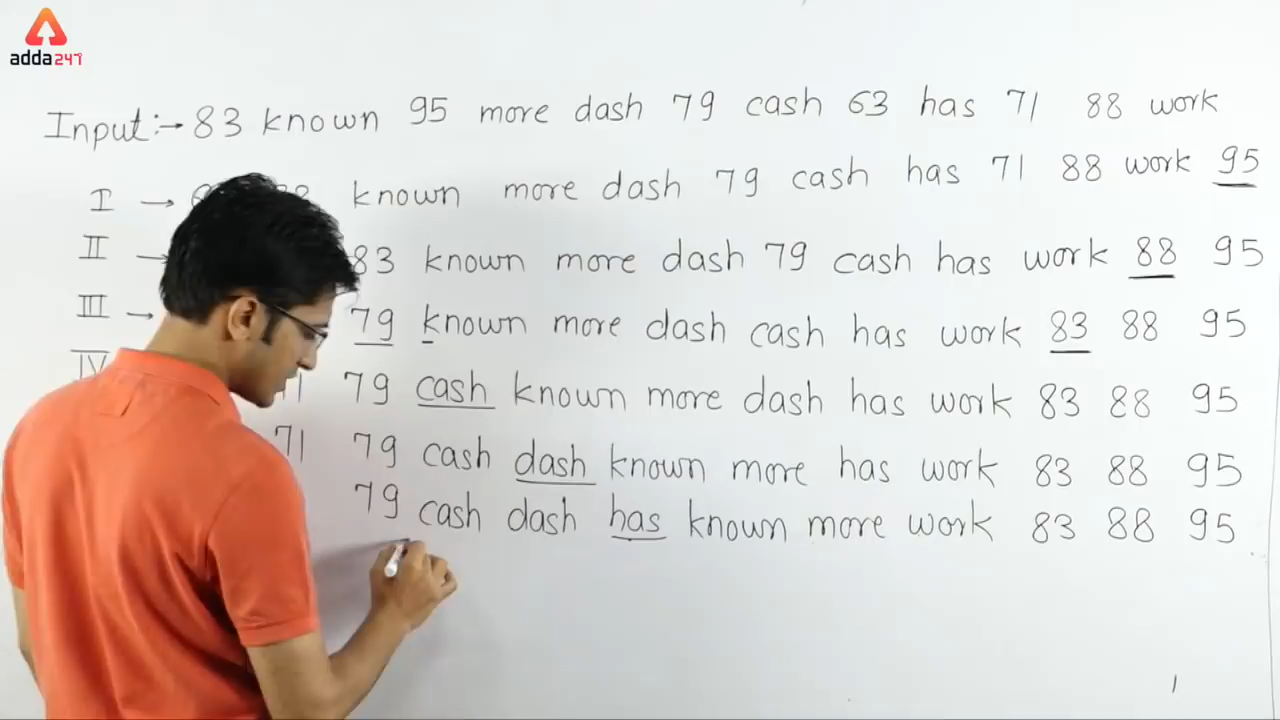 adda247
Input:→ 83 known 95 more dash 79 cash 63 has 71 88 work
I → known more dash 79 cash has 71 88 work 95
II → 83 known more dash 79 cash has work 88 95
III → 79 known more dash cash has work 83 88 95
IV 79 cash known more dash has work 83 88 95
71 79 cash dash known more has work 83 88 95
79 cash dash has known more work 83 88 95